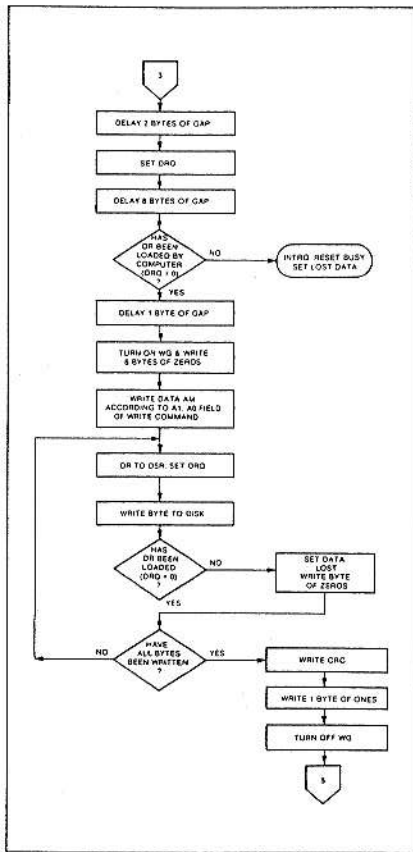 3
DELAY 2 BYTES OF GAP
SET DRQ
DELAY 8 BYTES OF GAP
HAS
DR BEEN
LOADED BY
COMPUTER
(DRQ = 0)
?
NO
INTRQ, RESET BUSY
SET LOST DATA
YES
DELAY 1 BYTE OF GAP
TURN ON WG & WRITE
6 BYTES OF ZEROS
WRITE DATA AM
ACCORDING TO A1, A0 FIELD
OF WRITE COMMAND
DR TO DSR, SET DRQ
WRITE BYTE TO DISK
HAS
DR BEEN
LOADED
(DRQ = 0)
?
NO
SET DATA
LOST
WRITE BYTE
OF ZEROS
YES
HAVE
ALL BYTES
BEEN WRITTEN
?
NO
YES
WRITE CRC
WRITE 1 BYTE OF ONES
TURN OFF WG
5